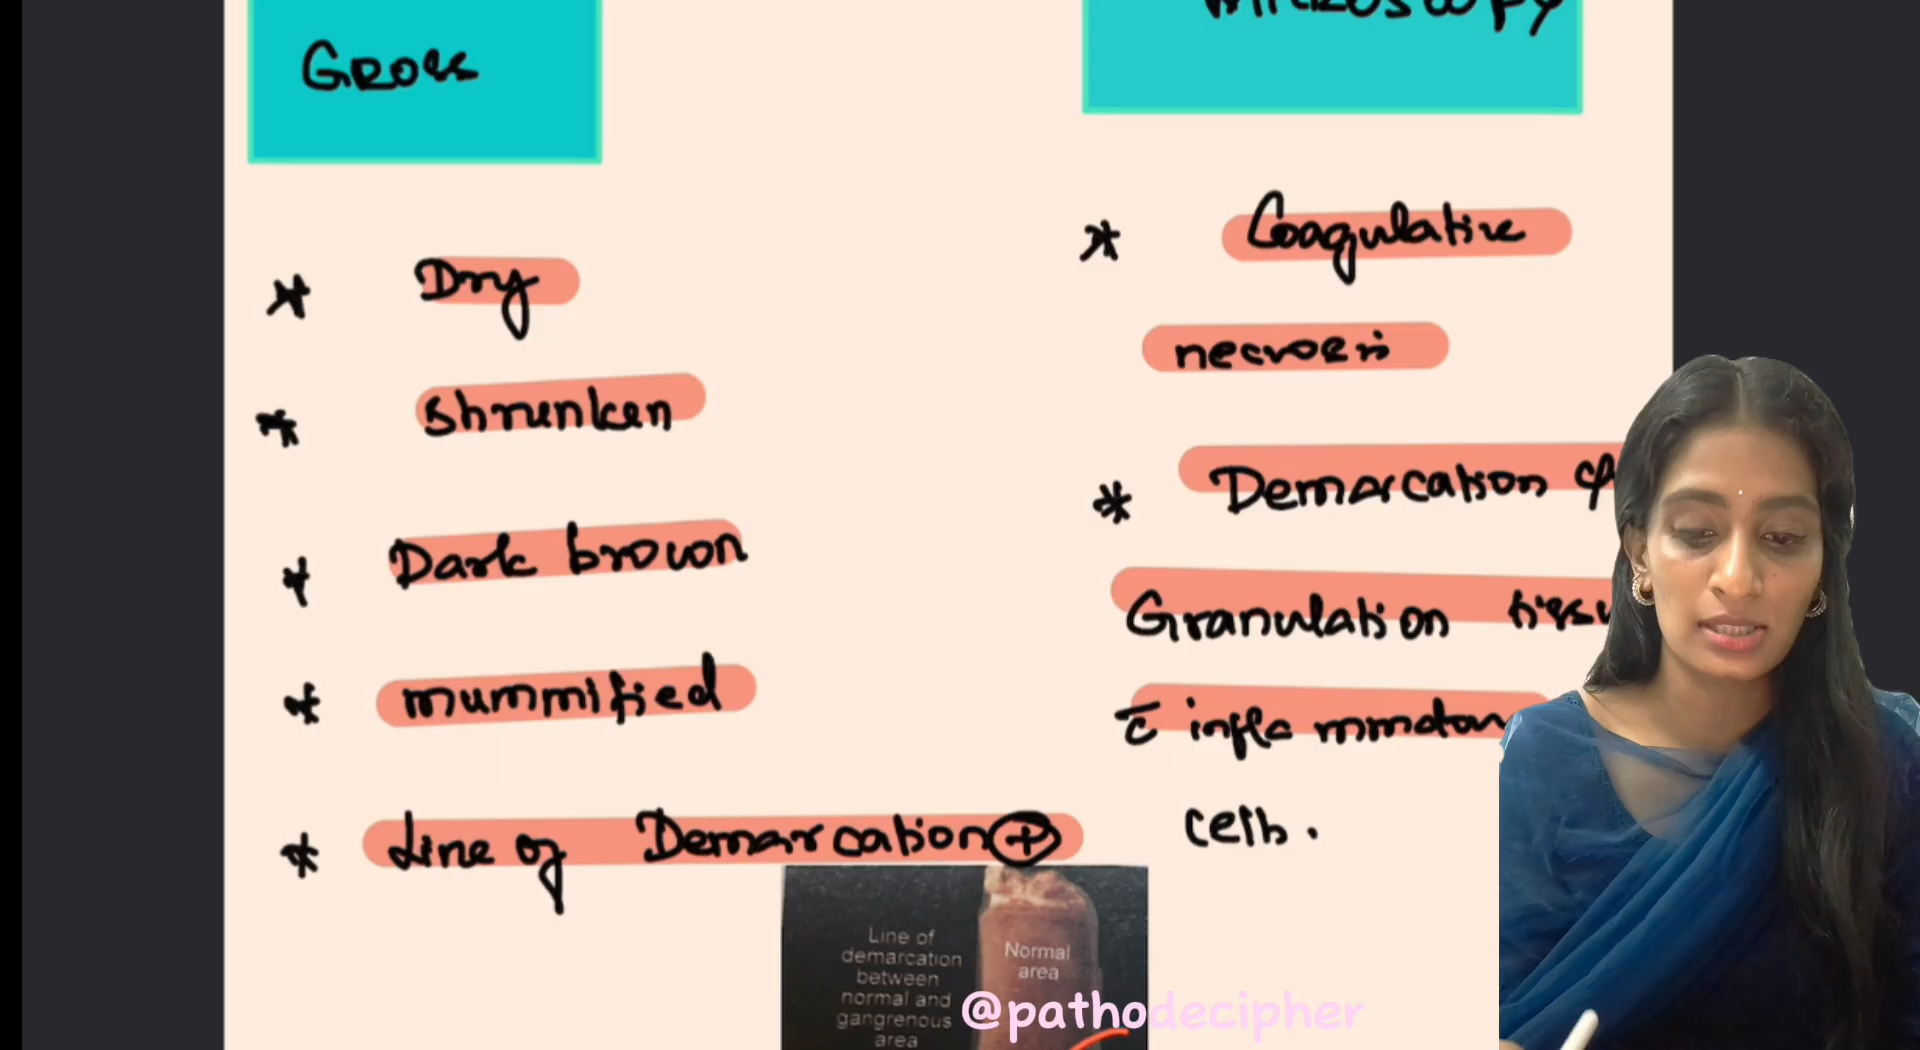 Gross
* Dry
* Shrunken
* Dark brown
* mummified
* Line of Demarcation ⊕
Line of
demarcation
between
normal and
gangrenous
area
Normal
area
Microscopy
* Coagulative
necrosis
* Demarcation
Granulation
c̄ inflammatory
cells.
@pathodecipher